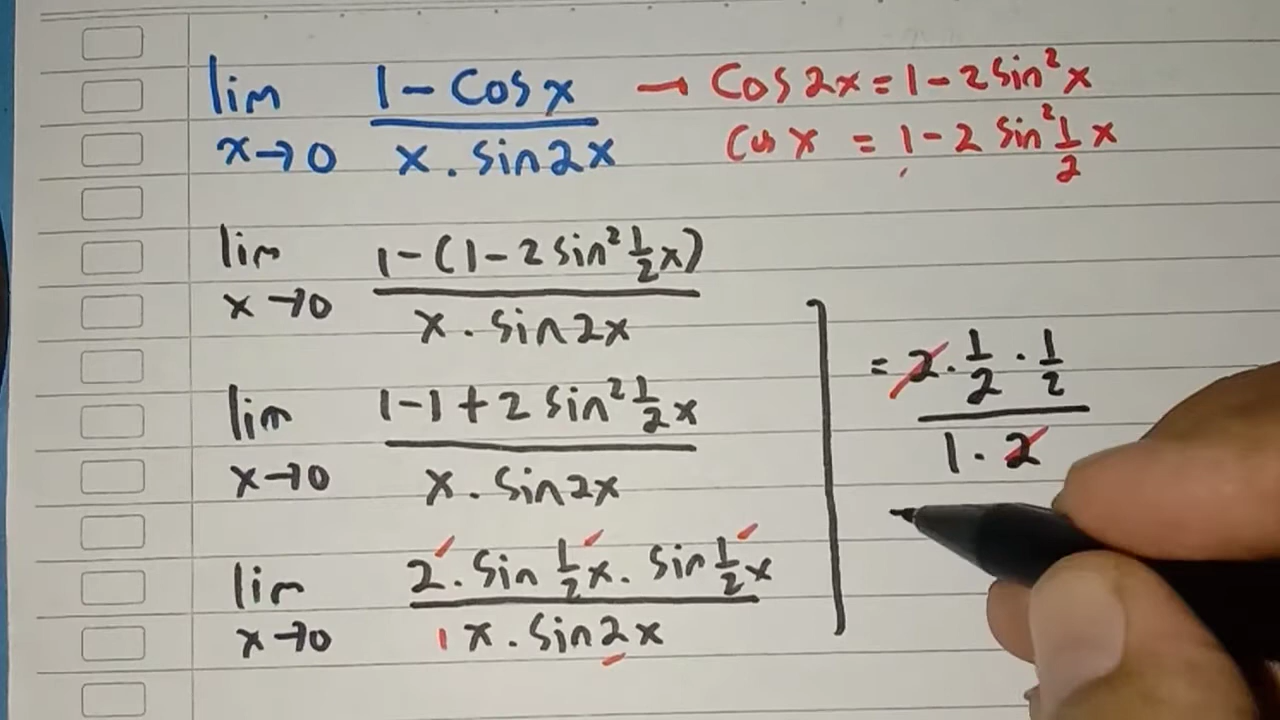 lim 1 - Cos x → Cos 2x = 1 - 2 sin² x
x→0 x . sin 2x Cos x = 1 - 2 sin² 1/2 x
lim 1 - (1 - 2 sin² 1/2 x)
x→0 x . sin 2x
lim 1 - 1 + 2 sin² 1/2 x
x→0 x . sin 2x
lim 2 . sin 1/2 x . sin 1/2 x
x→0 1 x . sin 2x
= 2 . 1/2 . 1/2
1 . 2